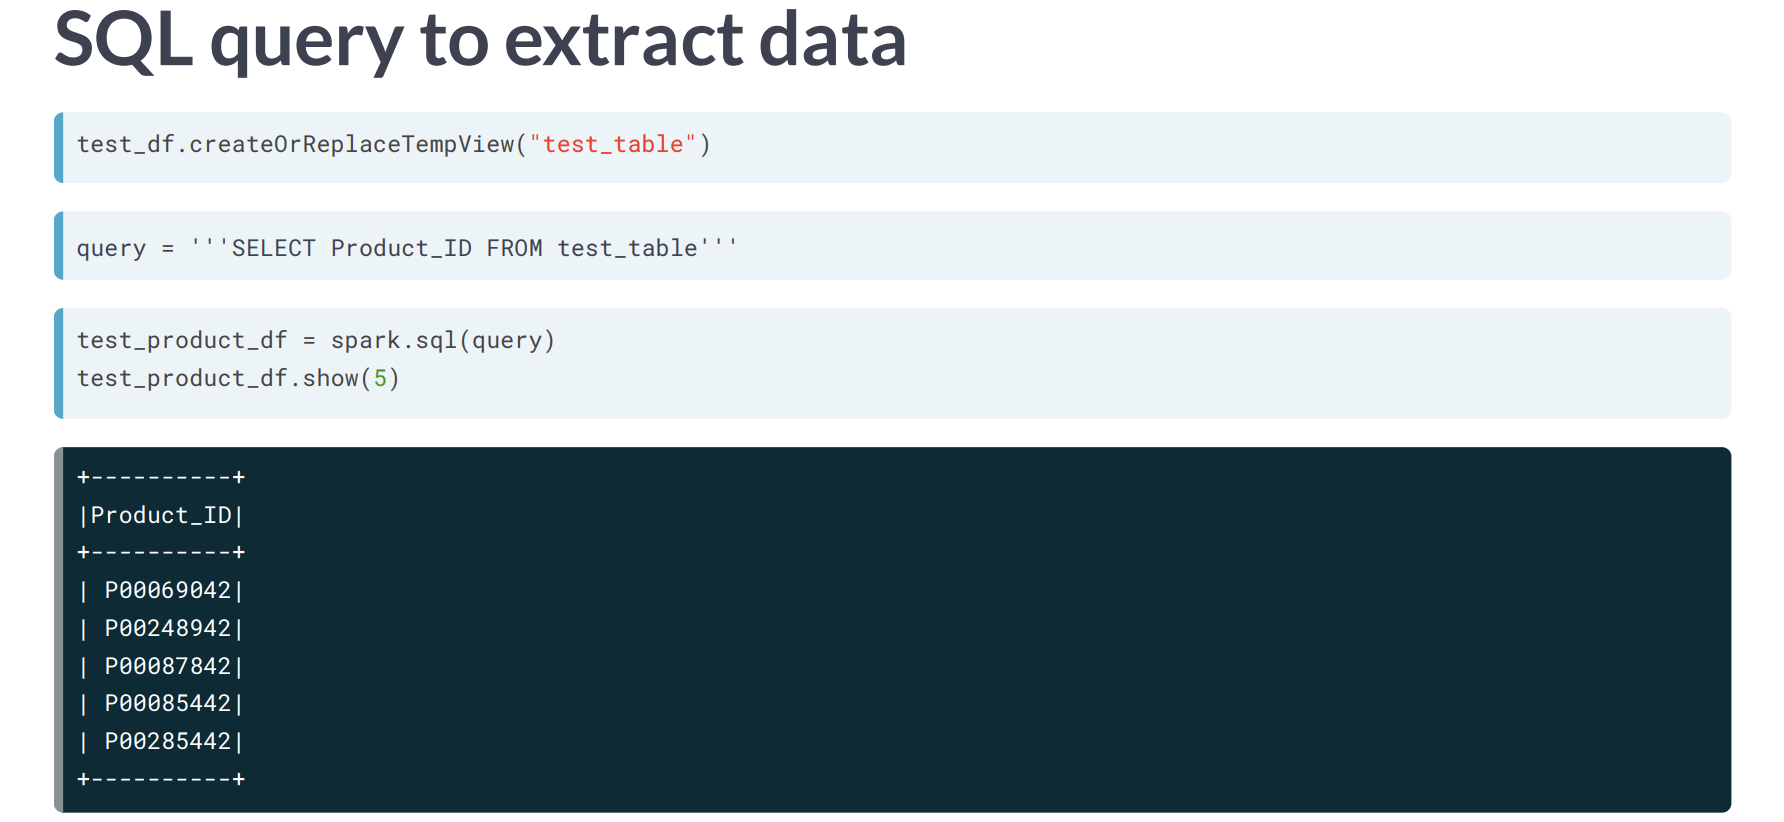 SQL query to extract data
test_df.createOrReplaceTempView("test_table")
query = '''SELECT Product_ID FROM test_table'''
test_product_df = spark.sql(query)
test_product_df.show(5)
+----------+
|Product_ID|
+----------+
| P00069042|
| P00248942|
| P00087842|
| P00085442|
| P00285442|
+----------+